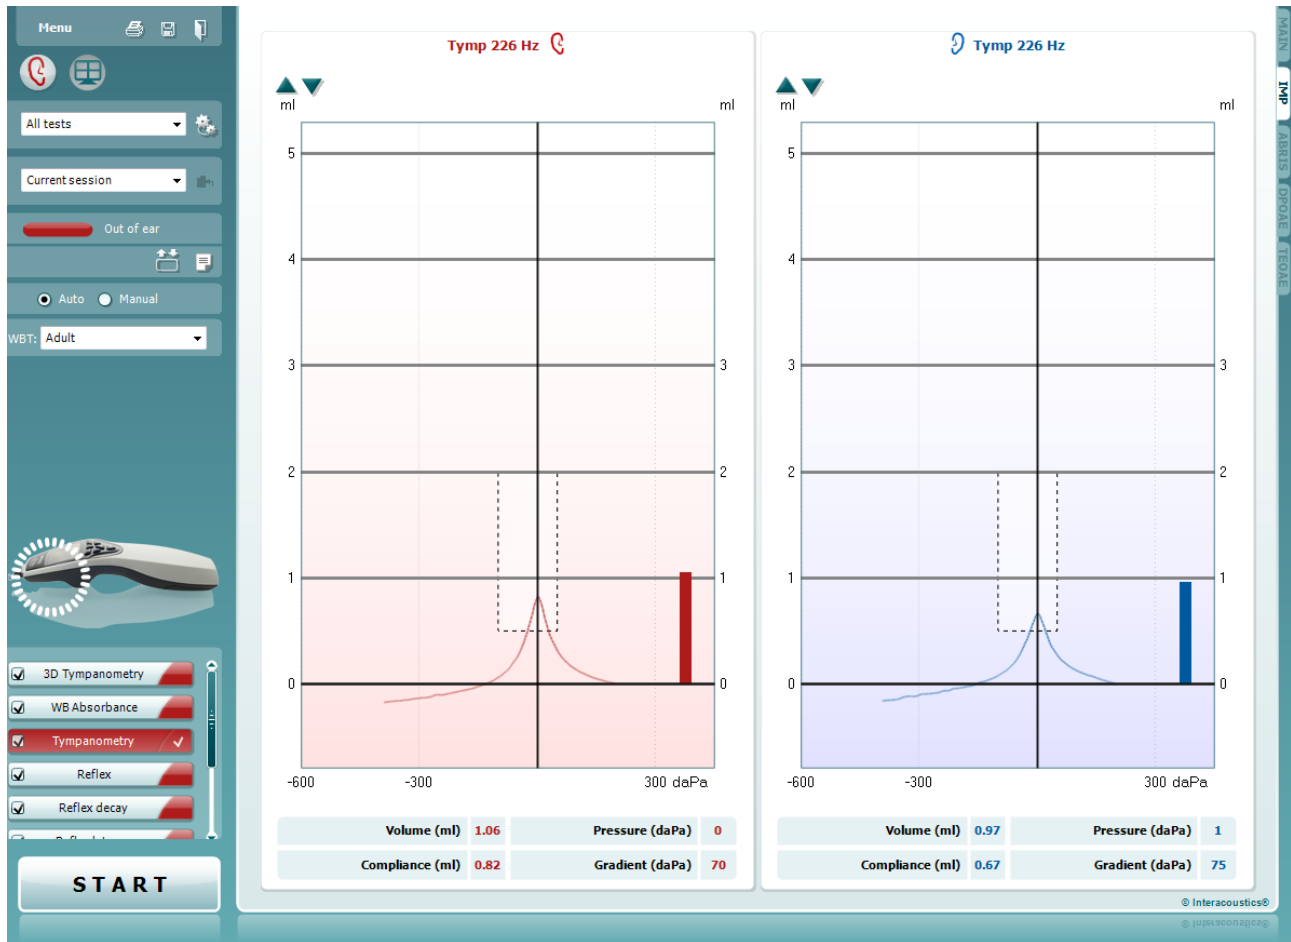 Menu
All tests
Current session
Out of ear
Auto Manual
WBT: Adult
3D Tympanometry
WB Absorbance
Tympanometry
Reflex
Reflex decay
START
Tymp 226 Hz
ml ml
5
4
3 3
2 2
1 1
0 0
-600 -300 300 daPa
Volume (ml) 1.06 Pressure (daPa) 0
Compliance (ml) 0.82 Gradient (daPa) 70
Tymp 226 Hz
ml ml
5
4
3 3
2 2
1 1
0 0
-600 -300 300 daPa
Volume (ml) 0.97 Pressure (daPa) 1
Compliance (ml) 0.67 Gradient (daPa) 75
© Interacoustics®
MAIN
IMP
ABRIS
DPOAE
TEOAE